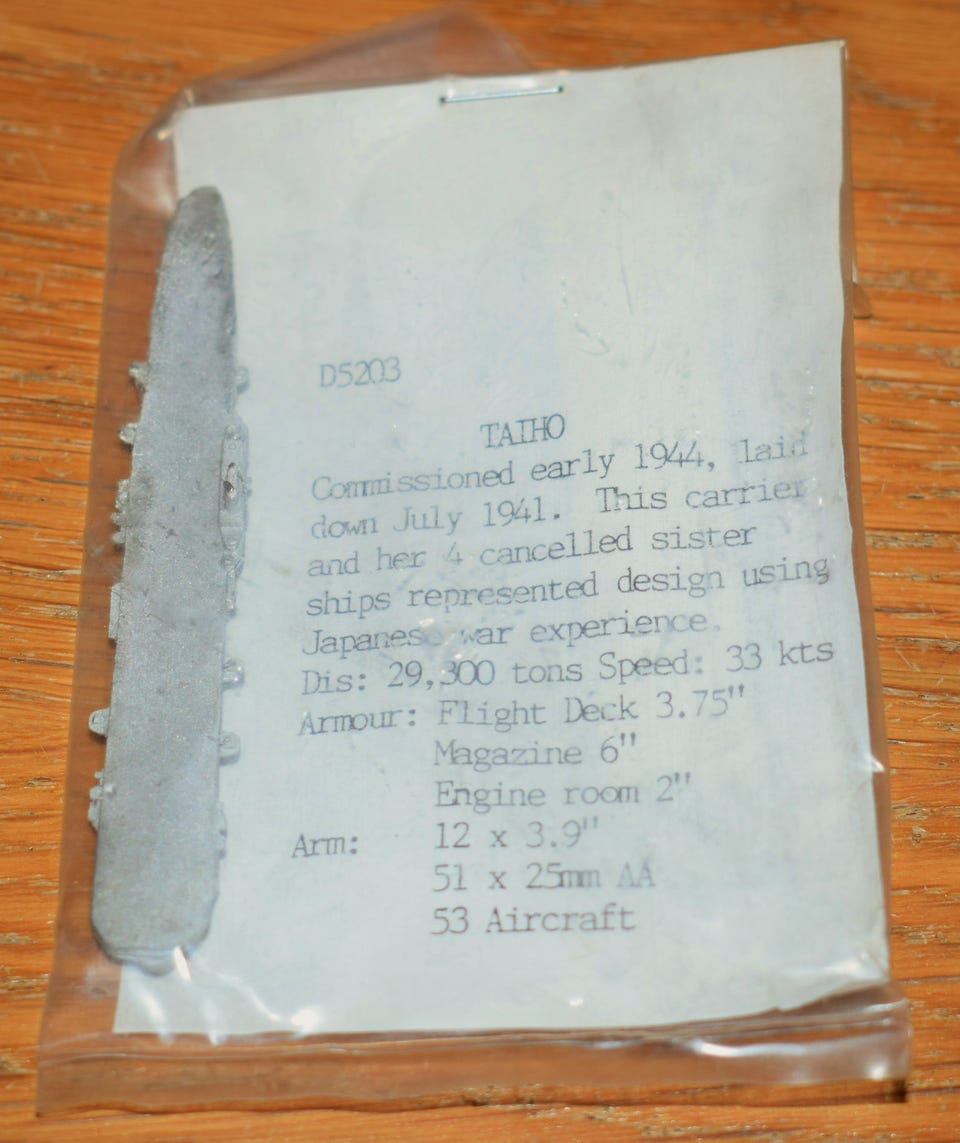 D5203
TAIHO
Commissioned early 1944, laid
down July 1941. This carrier
and her 4 cancelled sister
ships represented design using
Japanese war experience.
Dis: 29,300 tons Speed: 33 kts
Armour: Flight Deck 3.75"
Magazine 6"
Engine room 2"
Arm: 12 x 3.9"
51 x 25mm AA
53 Aircraft